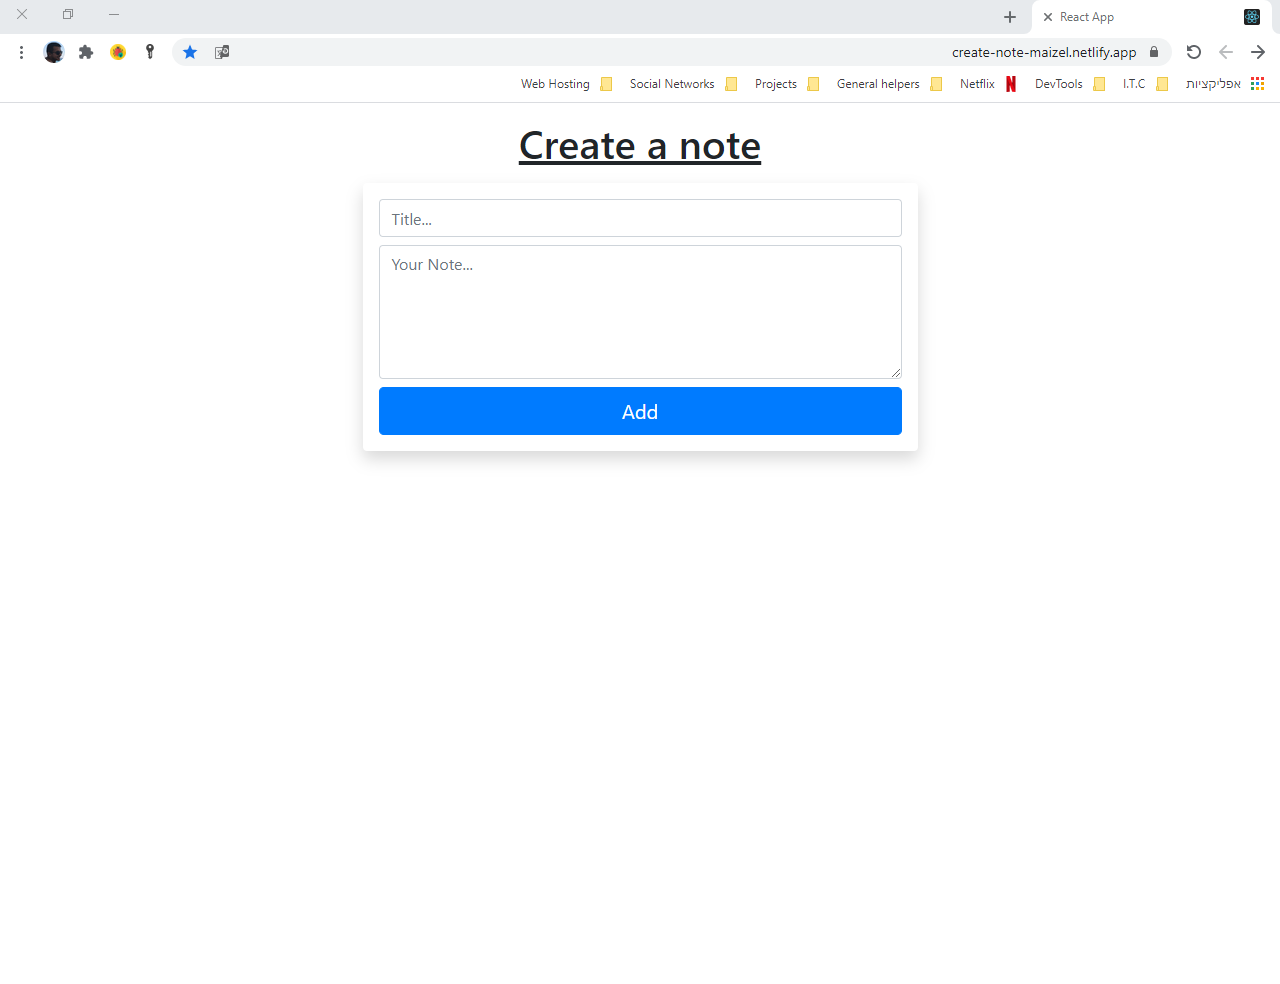 React App
create-note-maizel.netlify.app
אפליקציות I.T.C DevTools Netflix General helpers Projects Social Networks Web Hosting
Create a note
Title...
Your Note...
Add